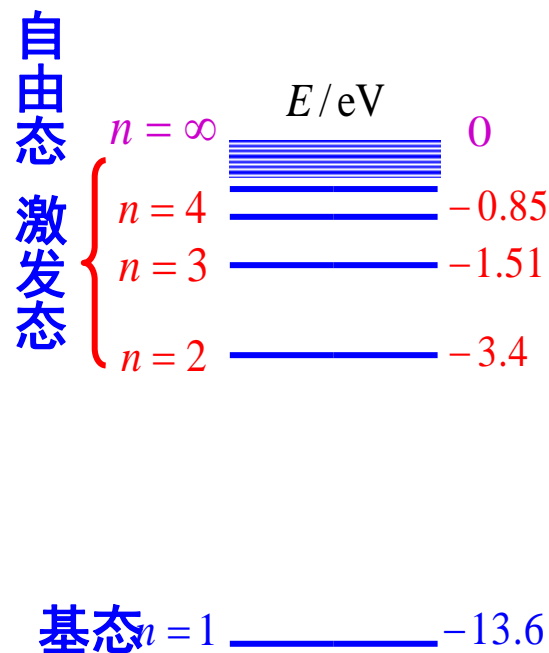 自由态
E / eV
n = ∞ 0
激发态
n = 4 −0.85
n = 3 −1.51
n = 2 −3.4
基态 n = 1 −13.6